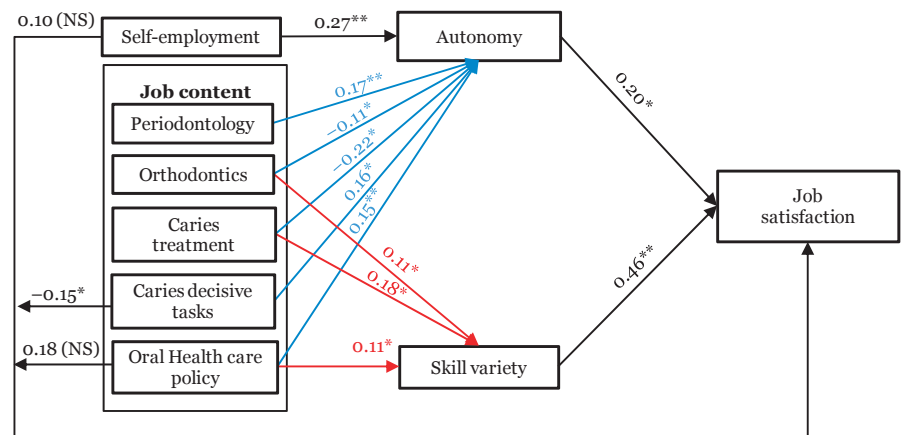 0.10 (NS)
Self-employment
0.27**
Autonomy
Job content
Periodontology
0.17**
−0.11*
0.20*
Orthodontics
−0.22*
0.16*
0.15**
Job
satisfaction
Caries
treatment
0.11*
0.18*
0.46**
−0.15*
Caries decisive
tasks
0.18 (NS)
Oral Health care
policy
0.11*
Skill variety